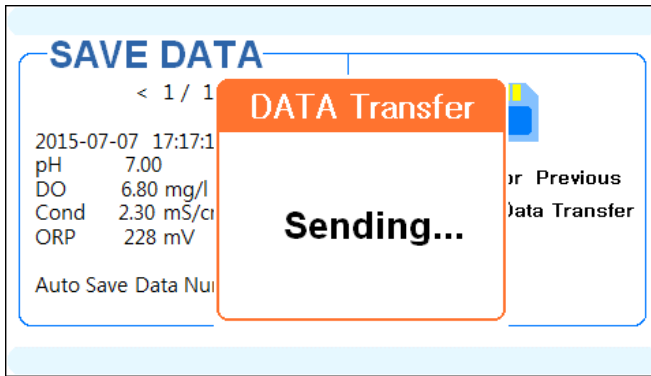 SAVE DATA
< 1 / 1
2015-07-07 17:17:1
pH 7.00
DO 6.80 mg/l
Cond 2.30 mS/c
ORP 228 mV
Auto Save Data
DATA Transfer
Sending...
Previous
Data Transfer